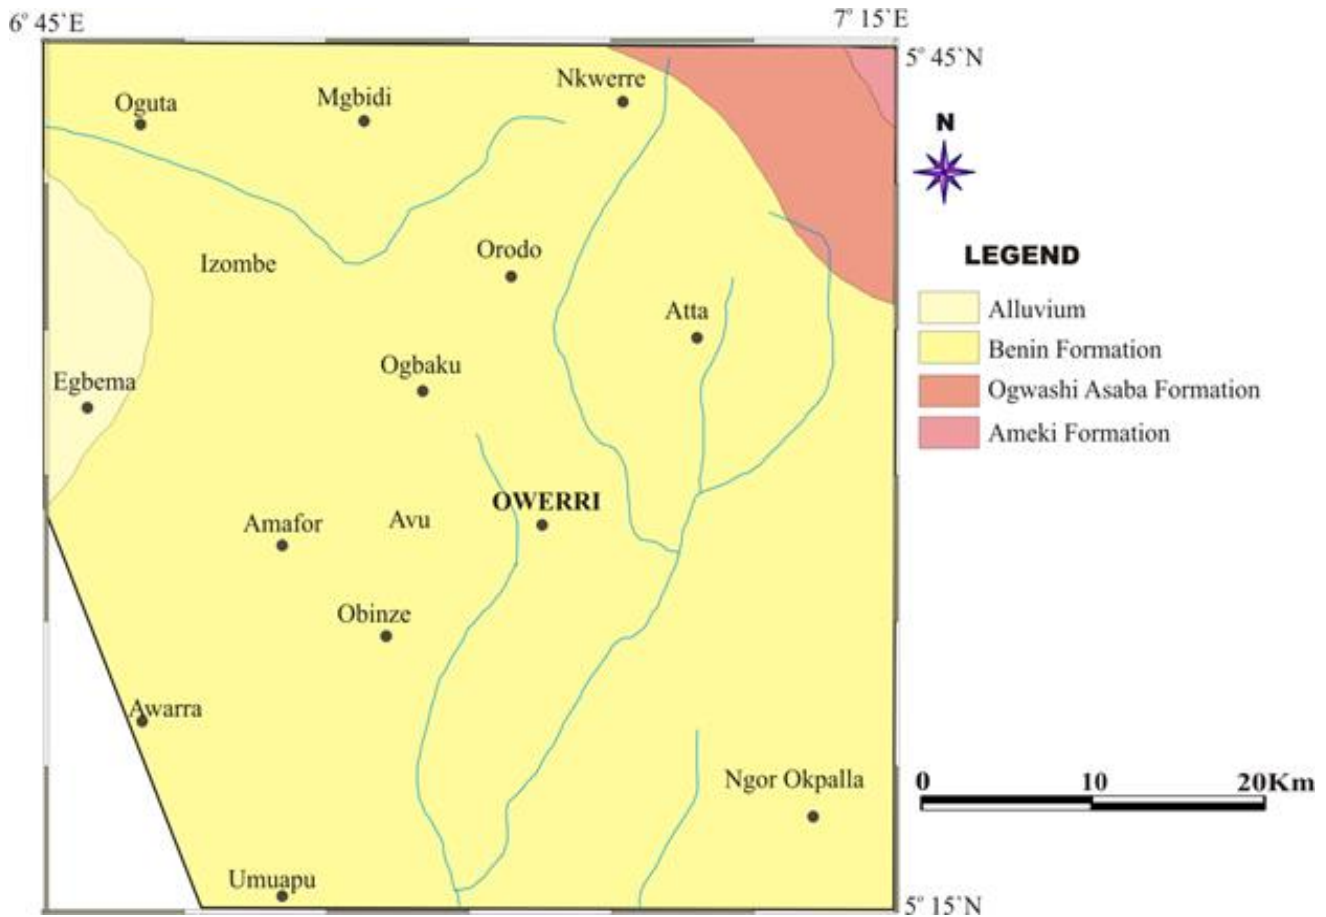 6° 45`E
7° 15`E
5° 45`N
Nkwerre
Oguta
Mgbidi
N
Orodo
Izombe
LEGEND
Alluvium
Atta
Benin Formation
Ogbaku
Egbema
Ogwashi Asaba Formation
Ameki Formation
OWERRI
Amafor
Avu
Obinze
Awarra
Ngor Okpalla
0 10 20Km
Umuapu
5° 15`N